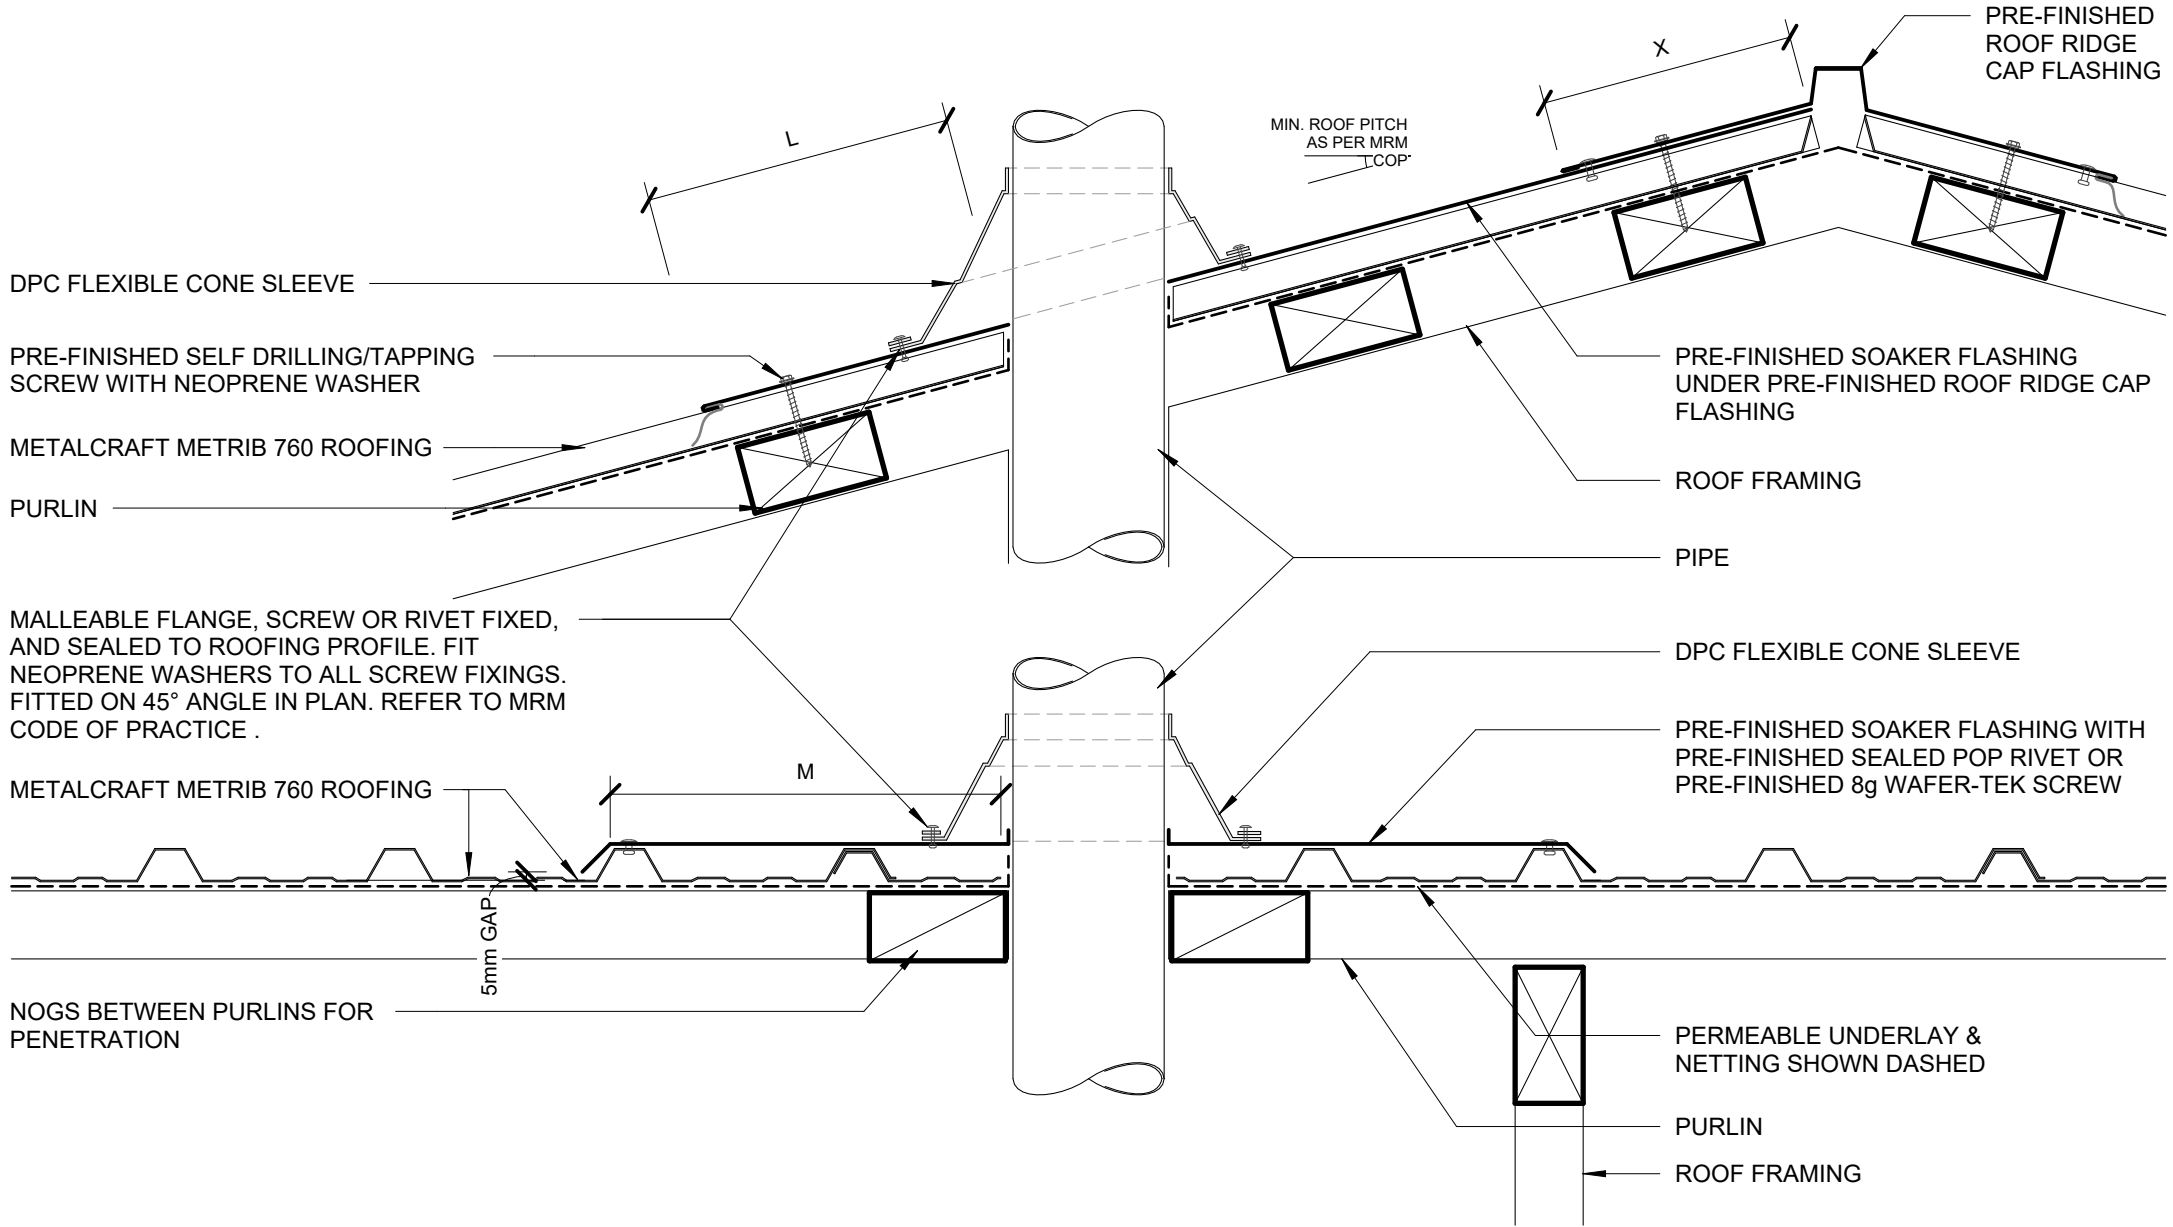 PRE-FINISHED
ROOF RIDGE
CAP FLASHING
X
L
MIN. ROOF PITCH
AS PER MRM
COP
DPC FLEXIBLE CONE SLEEVE
PRE-FINISHED SELF DRILLING/TAPPING
SCREW WITH NEOPRENE WASHER
METALCRAFT METRIB 760 ROOFING
PURLIN
PRE-FINISHED SOAKER FLASHING
UNDER PRE-FINISHED ROOF RIDGE CAP
FLASHING
ROOF FRAMING
PIPE
MALLEABLE FLANGE, SCREW OR RIVET FIXED,
AND SEALED TO ROOFING PROFILE. FIT
NEOPRENE WASHERS TO ALL SCREW FIXINGS.
FITTED ON 45° ANGLE IN PLAN. REFER TO MRM
CODE OF PRACTICE .
DPC FLEXIBLE CONE SLEEVE
PRE-FINISHED SOAKER FLASHING WITH
PRE-FINISHED SEALED POP RIVET OR
PRE-FINISHED 8g WAFER-TEK SCREW
M
METALCRAFT METRIB 760 ROOFING
5mm GAP
NOGS BETWEEN PURLINS FOR
PENETRATION
PERMEABLE UNDERLAY &
NETTING SHOWN DASHED
PURLIN
ROOF FRAMING